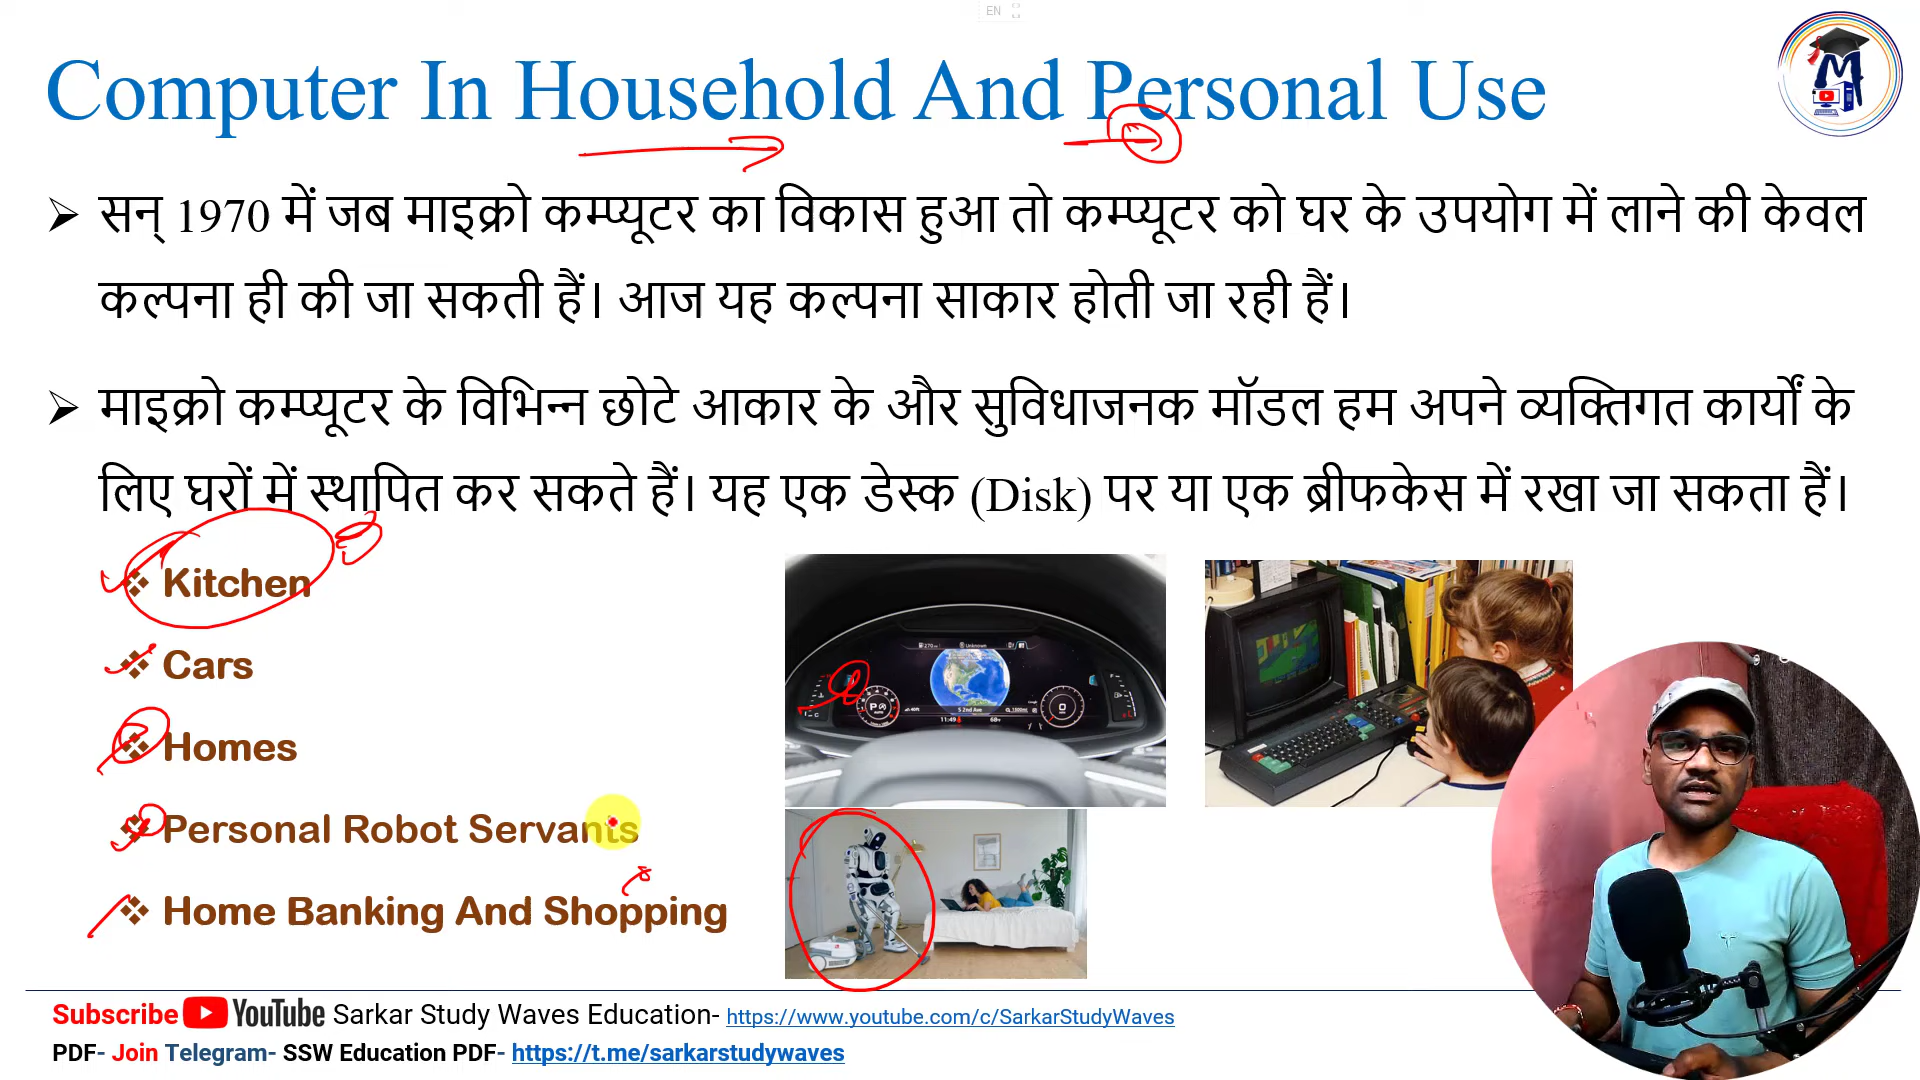 EN
Computer In Household And Personal Use
➢ सन् 1970 में जब माइक्रो कम्प्यूटर का विकास हुआ तो कम्प्यूटर को घर के उपयोग में लाने की केवल
कल्पना ही की जा सकती हैं। आज यह कल्पना साकार होती जा रही हैं।
➢ माइक्रो कम्प्यूटर के विभिन्न छोटे आकार के और सुविधाजनक मॉडल हम अपने व्यक्तिगत कार्यों के
लिए घरों में स्थापित कर सकते हैं। यह एक डेस्क (Disk) पर या एक ब्रीफकेस में रखा जा सकता हैं।
❖ Kitchen
❖ Cars
❖ Homes
❖ Personal Robot Servants
❖ Home Banking And Shopping
Unknown
11:49
Subscribe YouTube Sarkar Study Waves Education- https://www.youtube.com/c/SarkarStudyWaves
PDF- Join Telegram- SSW Education PDF- https://t.me/sarkarstudywaves